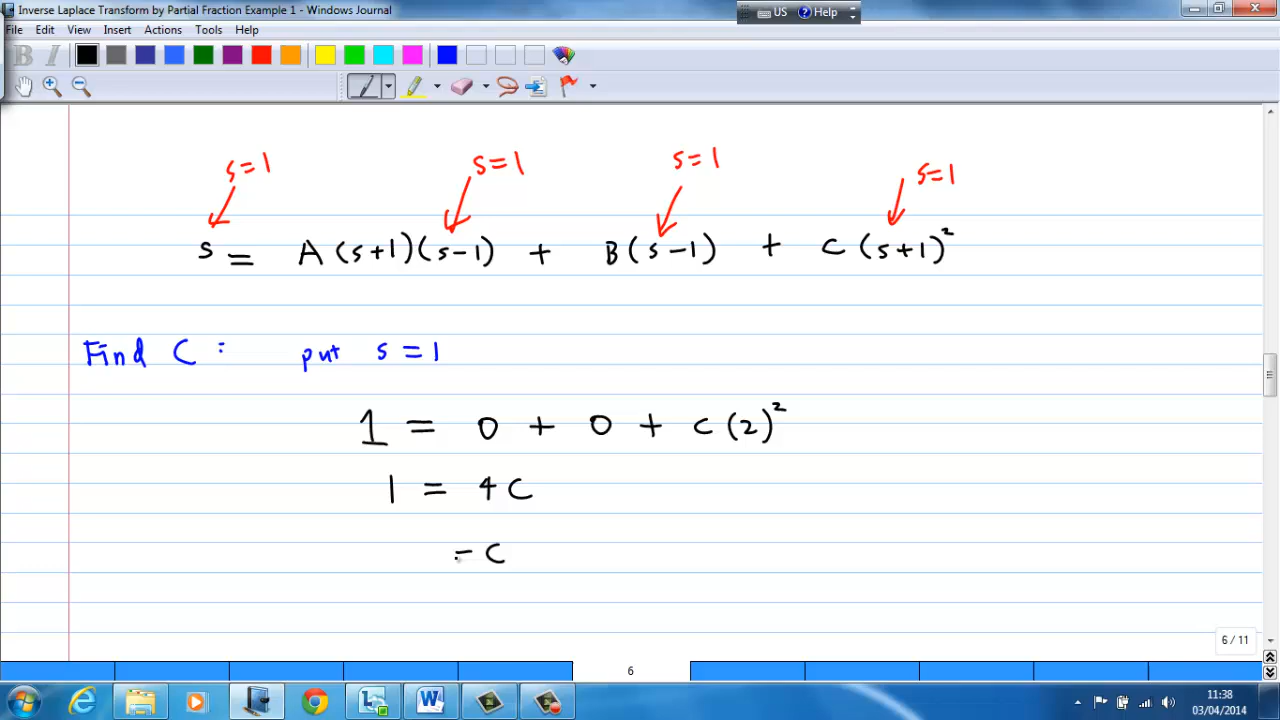 Inverse Laplace Transform by Partial Fraction Example 1 - Windows Journal
US Help
File Edit View Insert Actions Tools Help
B I
s=1 s=1 s=1 s=1
s = A(s+1)(s-1) + B(s-1) + C(s+1)²
Find C : put s=1
1 = 0 + 0 + C(2)²
1 = 4C
= C
6 / 11
6
11:38
03/04/2014